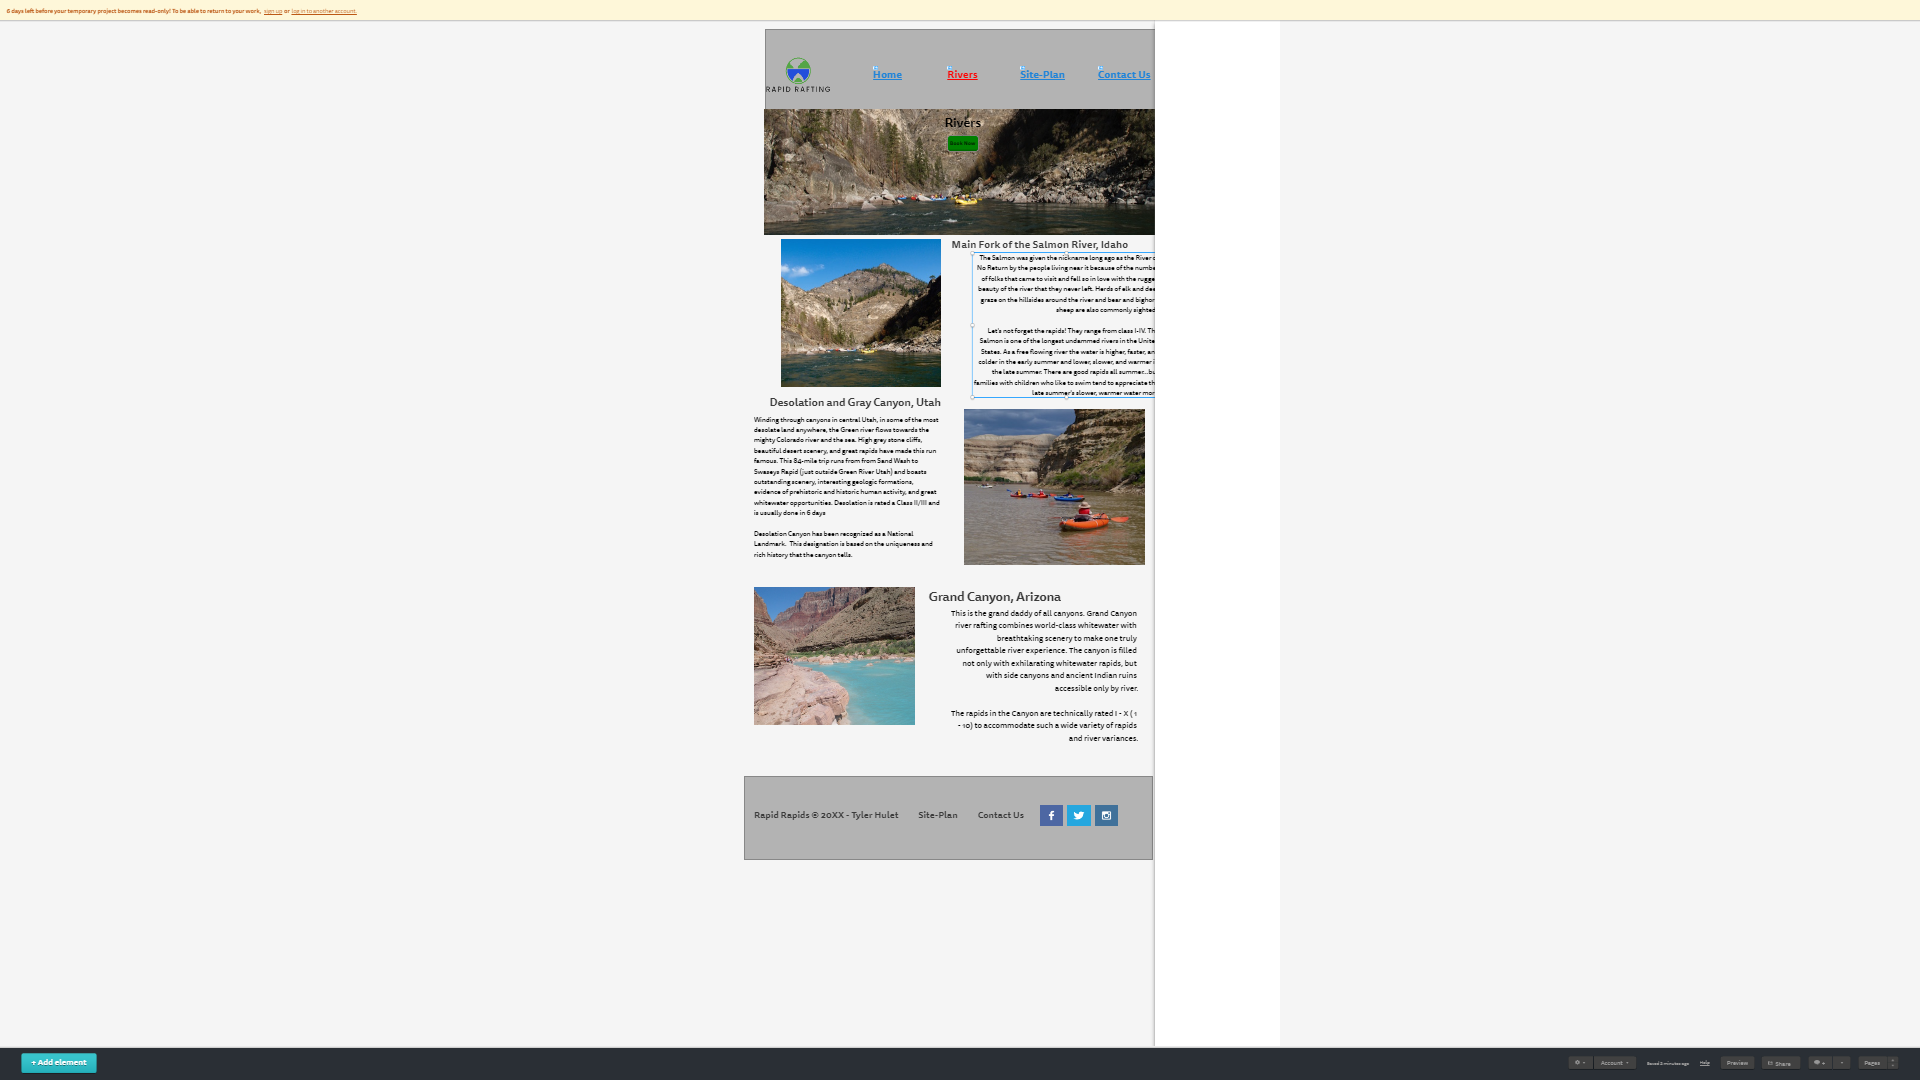 6 days left before your temporary project becomes read-only! To be able to return to your work, sign up or log in to another account.
RAPID RAFTING
Home
Rivers
Site-Plan
Contact Us
Rivers
Book Now
Main Fork of the Salmon River, Idaho
The Salmon was given the nickname long ago as the River
No Return by the people living near it because of the numbe
of folks that came to visit and fell so in love with the rugge
beauty of the river that they never left. Herds of elk and dee
graze on the hillsides around the river and bear and bighor
sheep are also commonly sighted
Let's not forget the rapids! They range from class I-IV. Th
Salmon is one of the longest undammed rivers in the Unite
States. As a free flowing river the water is higher, faster, an
colder in the early summer and lower, slower, and warmer i
the late summer. There are good rapids all summer...bu
families with children who like to swim tend to appreciate th
late summer's slower, warmer water mor
Desolation and Gray Canyon, Utah
Winding through canyons in central Utah, in some of the most
desolate land anywhere, the Green river flows towards the
mighty Colorado river and the sea. High grey stone cliffs,
beautiful desert scenery, and great rapids have made this run
famous. This 84-mile trip runs from from Sand Wash to
Swaseys Rapid (just outside Green River Utah) and boasts
outstanding scenery, interesting geologic formations,
evidence of prehistoric and historic human activity, and great
whitewater opportunities. Desolation is rated a Class II/III and
is usually done in 6 days
Desolation Canyon has been recognized as a National
Landmark. This designation is based on the uniqueness and
rich history that the canyon tells.
Grand Canyon, Arizona
This is the grand daddy of all canyons. Grand Canyon
river rafting combines world-class whitewater with
breathtaking scenery to make one truly
unforgettable river experience. The canyon is filled
not only with exhilarating whitewater rapids, but
with side canyons and ancient Indian ruins
accessible only by river.
The rapids in the Canyon are technically rated I - X ( 1
- 10) to accommodate such a wide variety of rapids
and river variances.
Rapid Rapids © 20XX - Tyler Hulet
Site-Plan
Contact Us
+ Add element
Account
Saved 2 minutes ago
Help
Preview
Share
Pages